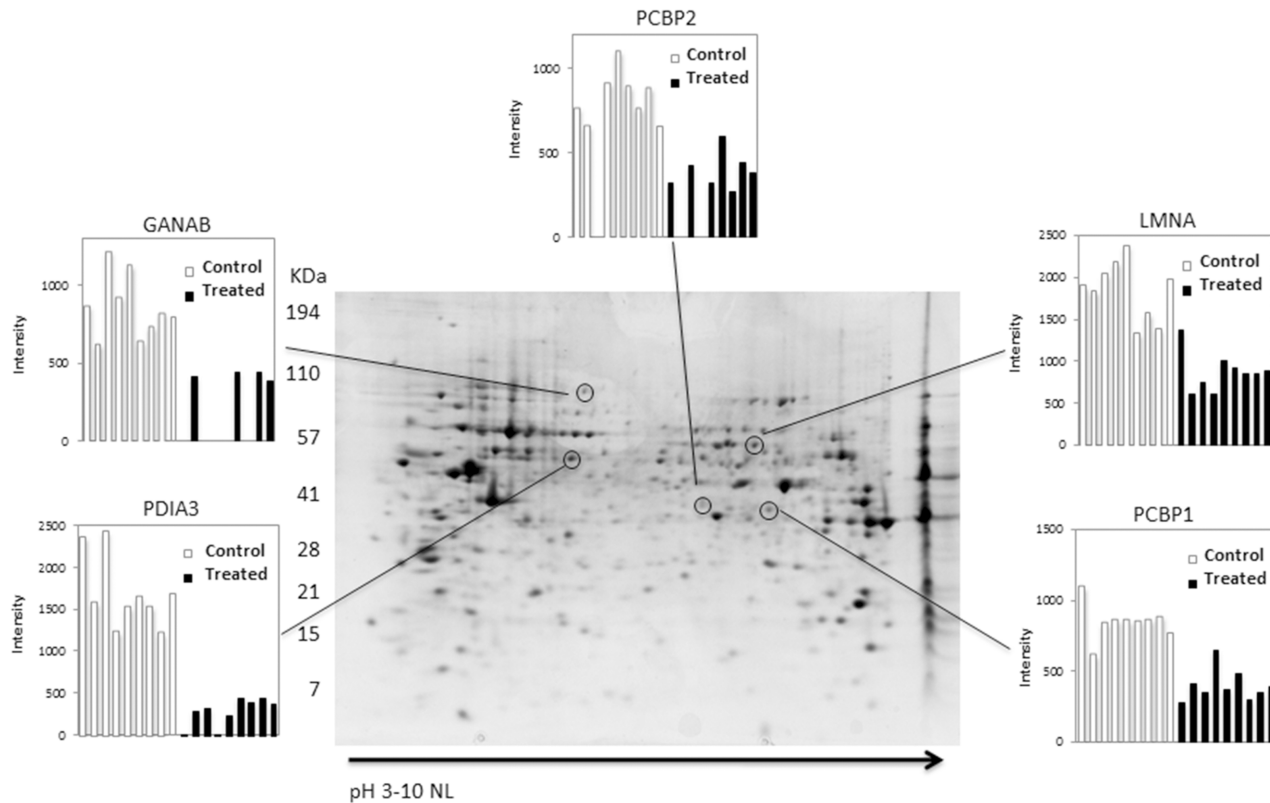 PCBP2
Control
Treated
1000
500
0
Intensity
GANAB
Control
Treated
1000
500
0
Intensity
LMNA
2500
2000
1500
1000
500
0
Control
Treated
Intensity
KDa
194
110
57
41
28
21
15
7
PDIA3
2500
2000
1500
1000
500
0
Control
Treated
Intensity
PCBP1
1500
1000
500
0
Control
Treated
Intensity
pH 3-10 NL